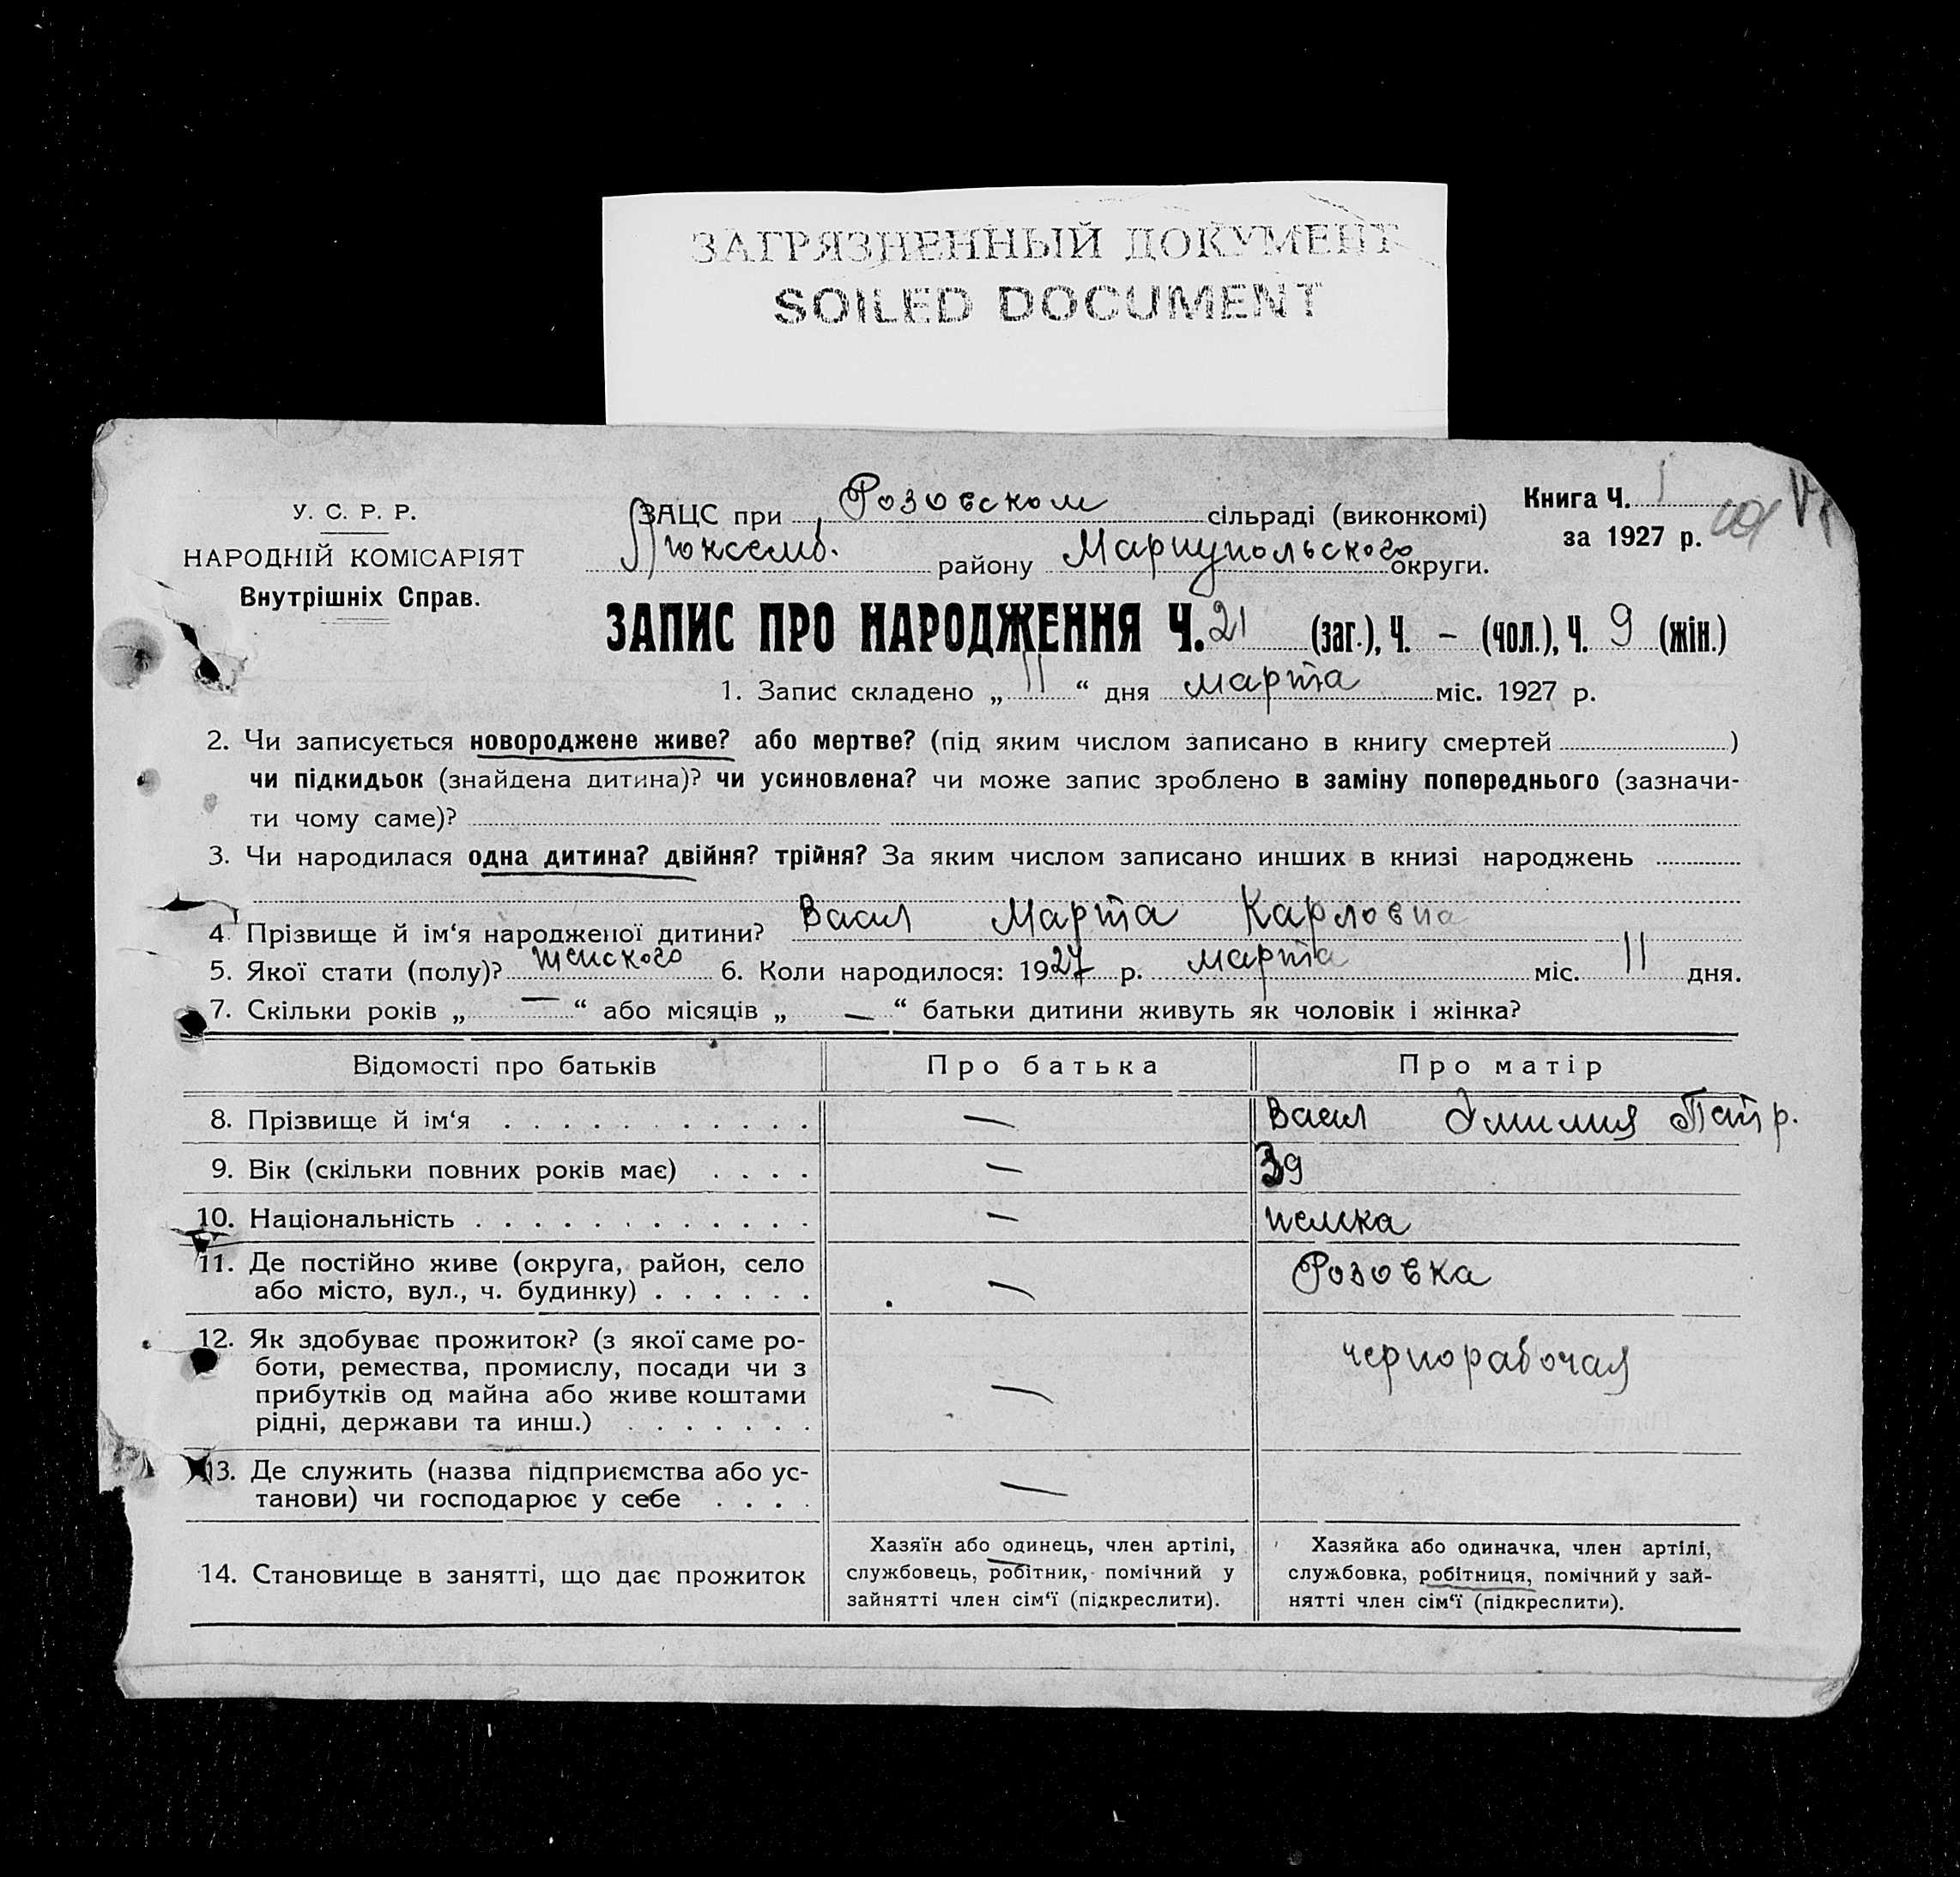 ЗАГРЯЗНЕННЫЙ ДОКУМЕНТ
SOILED DOCUMENT
У. С. Р. Р.
НАРОДНІЙ КОМІСАРІЯТ
Внутрішніх Справ.
ЗАЦС при Розовском сільраді (виконкомі)
Люксемб. району Мариупольского округи.
Книга Ч. 1
за 1927 р.
ЗАПИС ПРО НАРОДЖЕННЯ Ч. 21 (заг.), Ч. – (чол.), Ч. 9 (жін.)
1. Запис складено „ 11 “ дня марта міс. 1927 р.
2. Чи записується новороджене живе? або мертве? (під яким числом записано в книгу смертей )
чи підкидьок (знайдена дитина)? чи усиновлена? чи може запис зроблено в заміну попереднього (зазначи-
ти чому саме)?
3. Чи народилася одна дитина? двійня? трійня? За яким числом записано инших в книзі народжень
4. Прізвище й ім‘я народженої дитини? Васил Марта Карловна
5. Якої стати (полу)? женского 6. Коли народилося: 1927 р. марта міс. 11 дня.
7. Скільки років „ — “ або місяців „ — “ батьки дитини живуть як чоловік і жінка?
Відомості про батьків Про батька Про матір
8. Прізвище й ім‘я . . . . . . . . . . . — Васил Эмилия Петр.
9. Вік (скільки повних років має) . . . . — 39
10. Національність . . . . . . . . . . . . — немка
11. Де постійно живе (округа, район, село
або місто, вул., ч. будинку) . . . . . . — Розовка
12. Як здобуває прожиток? (з якої саме ро-
боти, ремества, промислу, посади чи з
прибутків од майна або живе коштами
рідні, держави та инш.) . . . . . . . — чернорабочая
13. Де служить (назва підприємства або ус-
танови) чи господарює у себе . . . . —
14. Становище в занятті, що дає прожиток
Хазяїн або одинець, член артілі,
службовець, робітник, помічний у
зайнятті член сім‘ї (підкреслити).
Хазяйка або одиначка, член артілі,
службовка, робітниця, помічний у зай-
нятті член сім‘ї (підкреслити).